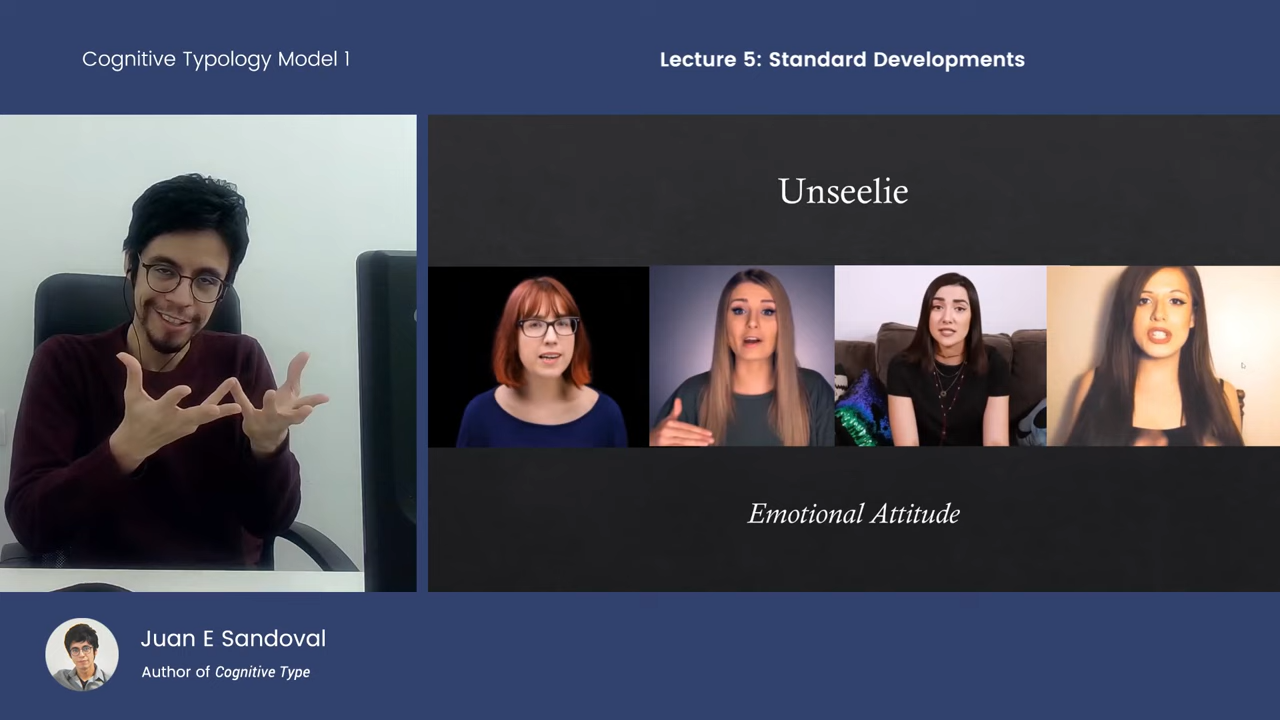 Cognitive Typology Model 1
Lecture 5: Standard Developments
Unseelie
Emotional Attitude
Juan E Sandoval
Author of Cognitive Type